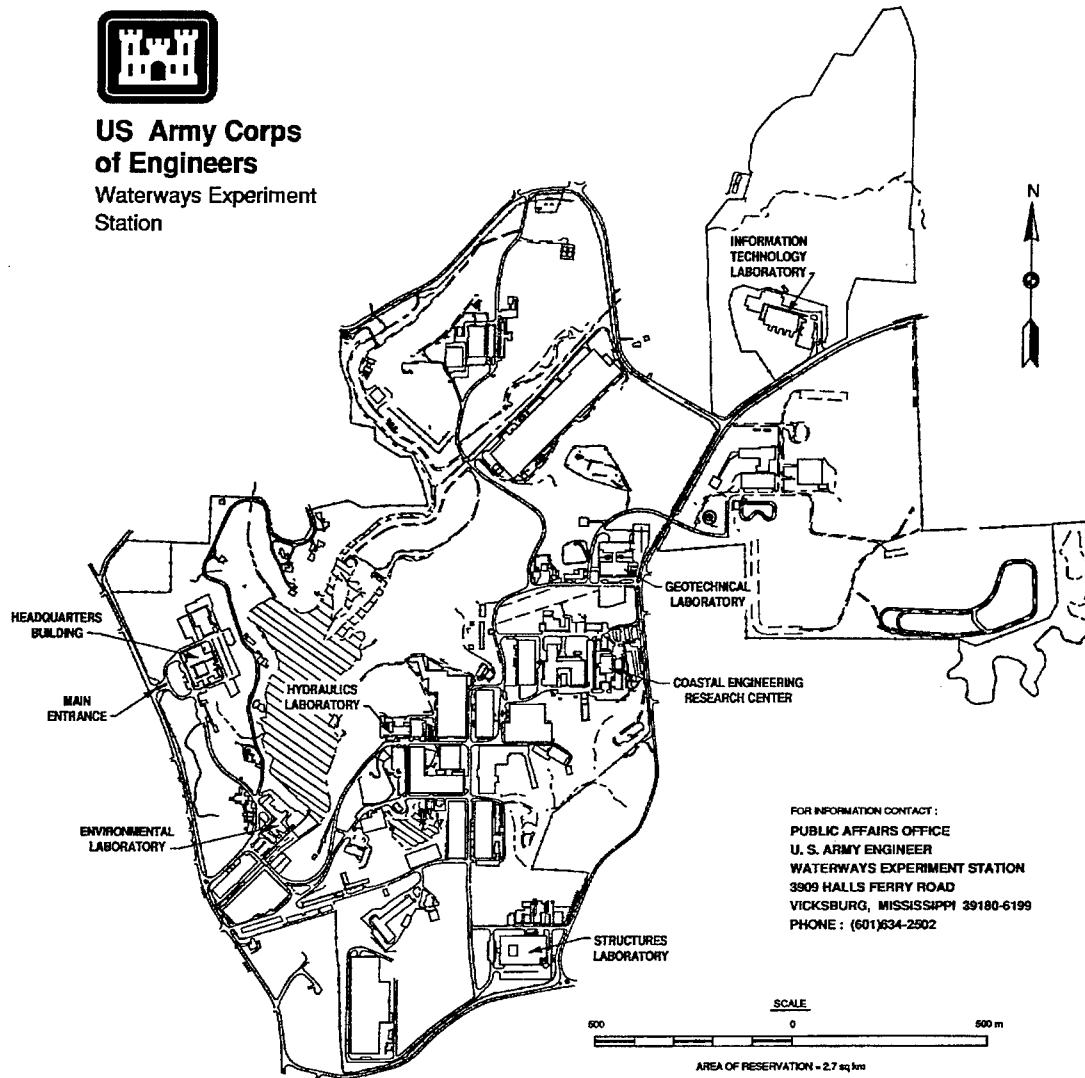 US Army Corps
of Engineers
Waterways Experiment
Station
N
INFORMATION
TECHNOLOGY
LABORATORY
GEOTECHNICAL
LABORATORY
HEADQUARTERS
BUILDING
MAIN
ENTRANCE
HYDRAULICS
LABORATORY
COASTAL ENGINEERING
RESEARCH CENTER
ENVIRONMENTAL
LABORATORY
STRUCTURES
LABORATORY
FOR INFORMATION CONTACT :
PUBLIC AFFAIRS OFFICE
U. S. ARMY ENGINEER
WATERWAYS EXPERIMENT STATION
3909 HALLS FERRY ROAD
VICKSBURG, MISSISSIPPI 39180-6199
PHONE : (601)634-2502
SCALE
500 0 500 m
AREA OF RESERVATION = 2.7 sq km